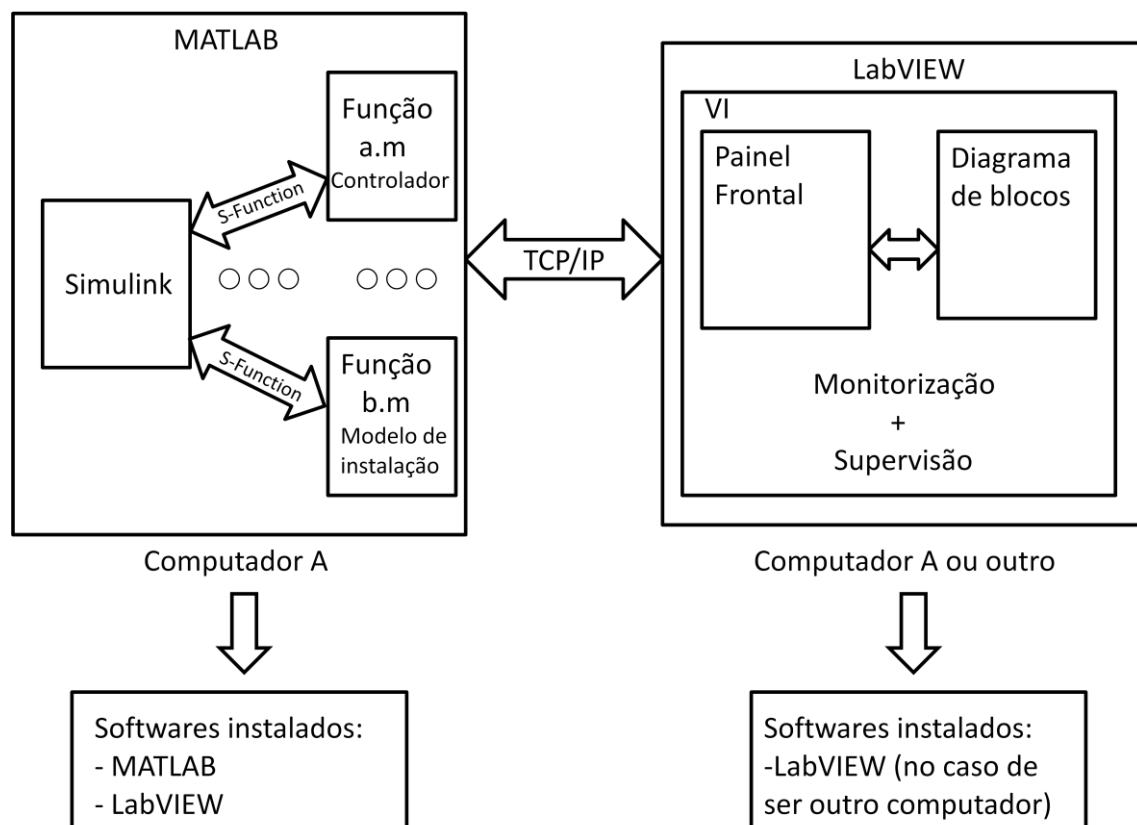 MATLAB
Função
a.m
Controlador
S-Function
Simulink
S-Function
Função
b.m
Modelo de
instalação
TCP/IP
LabVIEW
VI
Painel
Frontal
Diagrama
de blocos
Monitorização
+
Supervisão
Computador A
Computador A ou outro
Softwares instalados:
- MATLAB
- LabVIEW
Softwares instalados:
-LabVIEW (no caso de
ser outro computador)